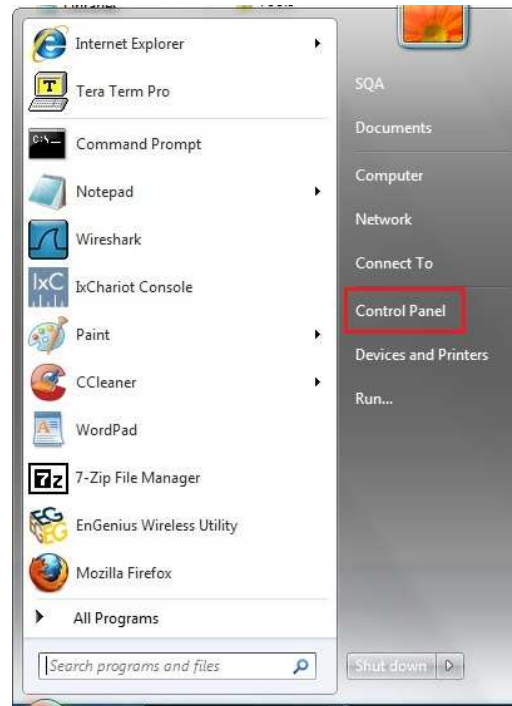 Internet Explorer
Tera Term Pro
C:\_
Command Prompt
Notepad
Wireshark
IxC
IxChariot Console
Paint
CCleaner
WordPad
7z
7-Zip File Manager
EnGenius Wireless Utility
Mozilla Firefox
All Programs
Search programs and files
SQA
Documents
Computer
Network
Connect To
Control Panel
Devices and Printers
Run...
Shut down